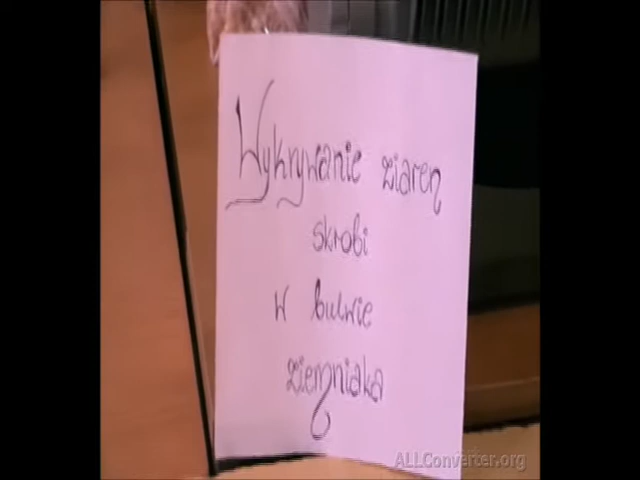 Wykrywanie ziaren
skrobi
w bulwie
ziemniaka
ALLConverter.org